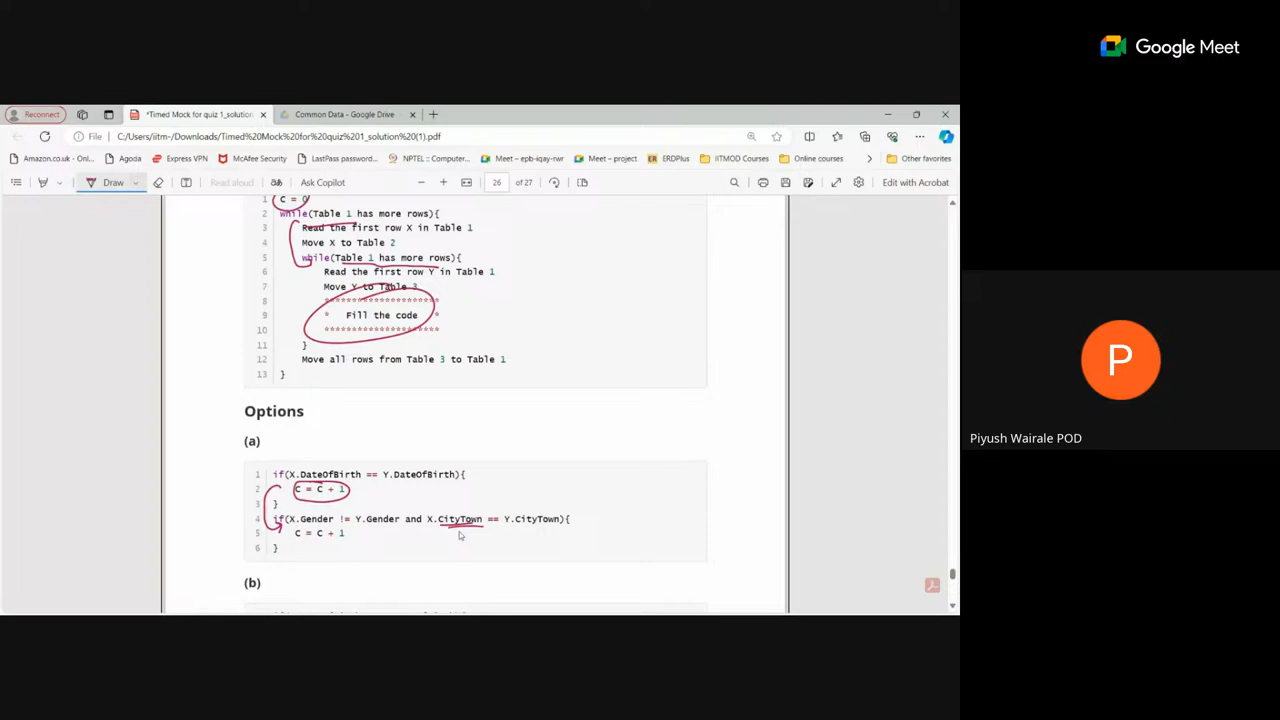 Google Meet
Reconnect
*Timed Mock for quiz 1_solution
Common Data - Google Drive
File
C:/Users/iitm-/Downloads/Timed%20Mock%20for%20quiz%201_solution%20(1).pdf
Amazon.co.uk - Onl...
Agoda
Express VPN
McAfee Security
LastPass password...
NPTEL :: Computer...
Meet – epb-iqay-rwr
Meet – project
ER ERDPlus
IITMOD Courses
Online courses
Other favorites
Draw
Read aloud
Ask Copilot
26 of 27
Edit with Acrobat
1 C = 0
2 while(Table 1 has more rows){
3 Read the first row X in Table 1
4 Move X to Table 2
5 while(Table 1 has more rows){
6 Read the first row Y in Table 1
7 Move Y to Table 3
8 *********************
9 * Fill the code *
10 *********************
11 }
12 Move all rows from Table 3 to Table 1
13 }
Options
(a)
1 if(X.DateOfBirth == Y.DateOfBirth){
2 C = C + 1
3 }
4 if(X.Gender != Y.Gender and X.CityTown == Y.CityTown){
5 C = C + 1
6 }
(b)
P
Piyush Wairale POD